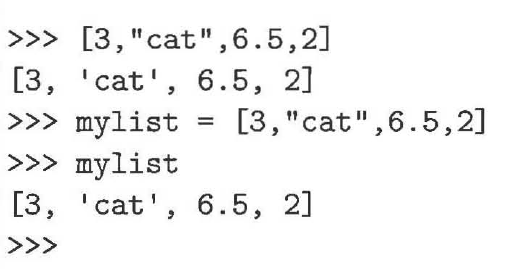 >>> [3,"cat",6.5,2]
[3, 'cat', 6.5, 2]
>>> mylist = [3,"cat",6.5,2]
>>> mylist
[3, 'cat', 6.5, 2]
>>>